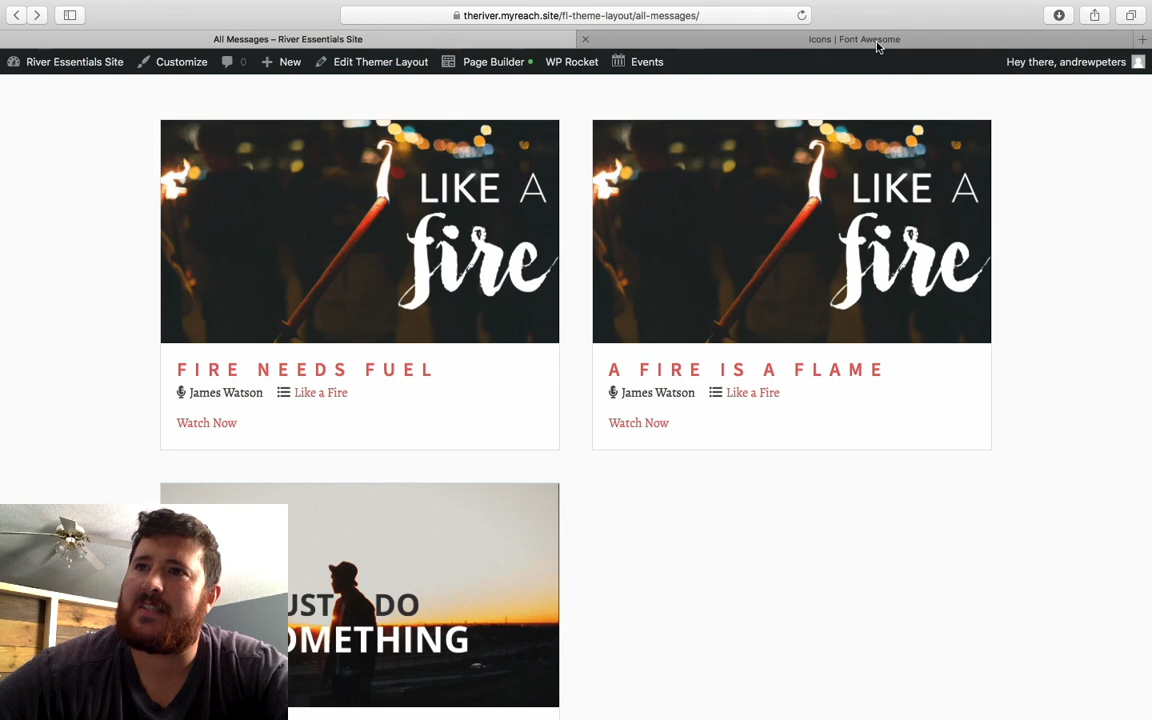 theriver.myreach.site/fl-theme-layout/all-messages/
All Messages – River Essentials Site
Icons | Font Awesome
River Essentials Site
Customize
0
New
Edit Themer Layout
Page Builder
WP Rocket
Events
Hey there, andrewpeters
LIKE A
fire
LIKE A
fire
FIRE NEEDS FUEL
James Watson
Like a Fire
Watch Now
A FIRE IS A FLAME
James Watson
Like a Fire
Watch Now
UST DO
OMETHING